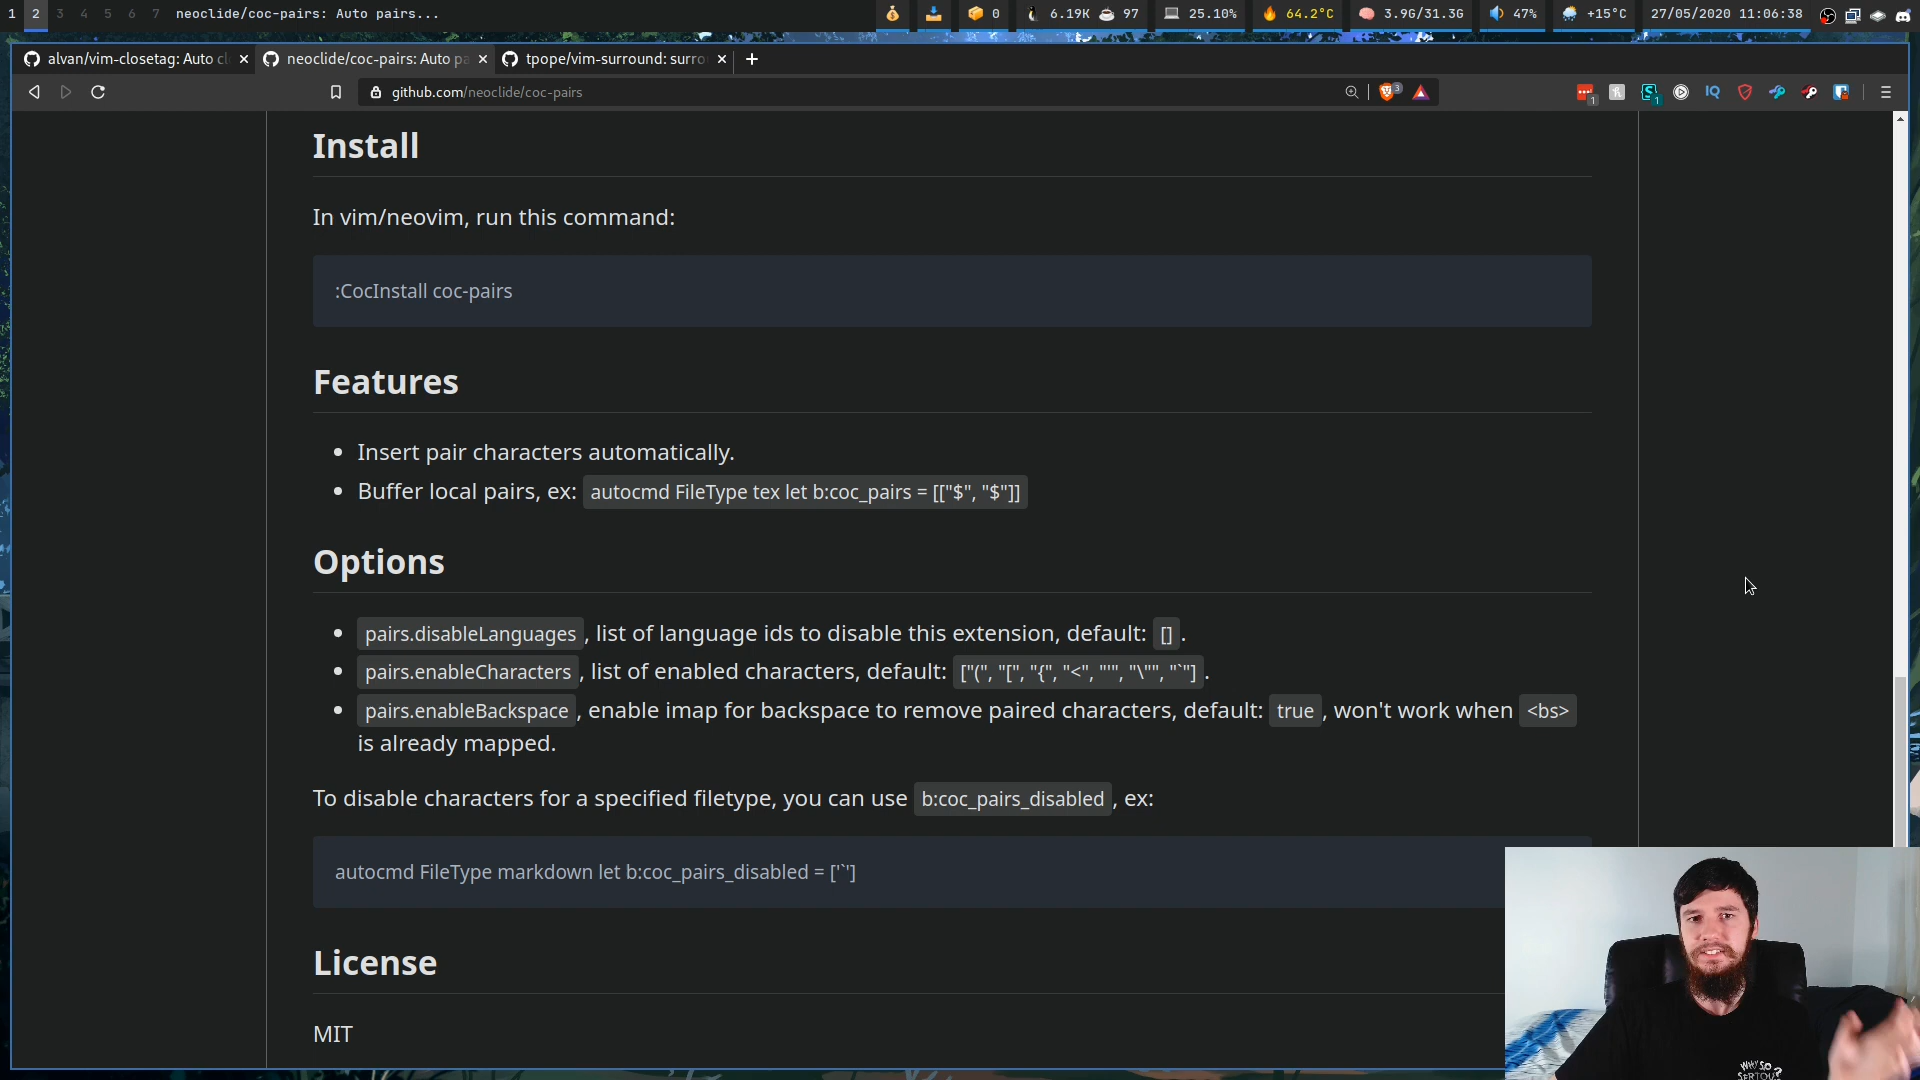 1 2 3 4 5 6 7 neoclide/coc-pairs: Auto pairs... 0 6.19K 97 25.10% 64.2°C 3.9G/31.3G 47% +15°C 27/05/2020 11:06:38
alvan/vim-closetag: Auto cl neoclide/coc-pairs: Auto pa tpope/vim-surround: surro
github.com/neoclide/coc-pairs
Install
In vim/neovim, run this command:
:CocInstall coc-pairs
Features
Insert pair characters automatically.
Buffer local pairs, ex: autocmd FileType tex let b:coc_pairs = [["$", "$"]]
Options
pairs.disableLanguages, list of language ids to disable this extension, default: [].
pairs.enableCharacters, list of enabled characters, default: ["(", "[", "{", "<", "'", "\"", "`"].
pairs.enableBackspace, enable imap for backspace to remove paired characters, default: true, won't work when <bs>
is already mapped.
To disable characters for a specified filetype, you can use b:coc_pairs_disabled, ex:
autocmd FileType markdown let b:coc_pairs_disabled = ['`']
License
MIT
WHY SO
SERIOUS?